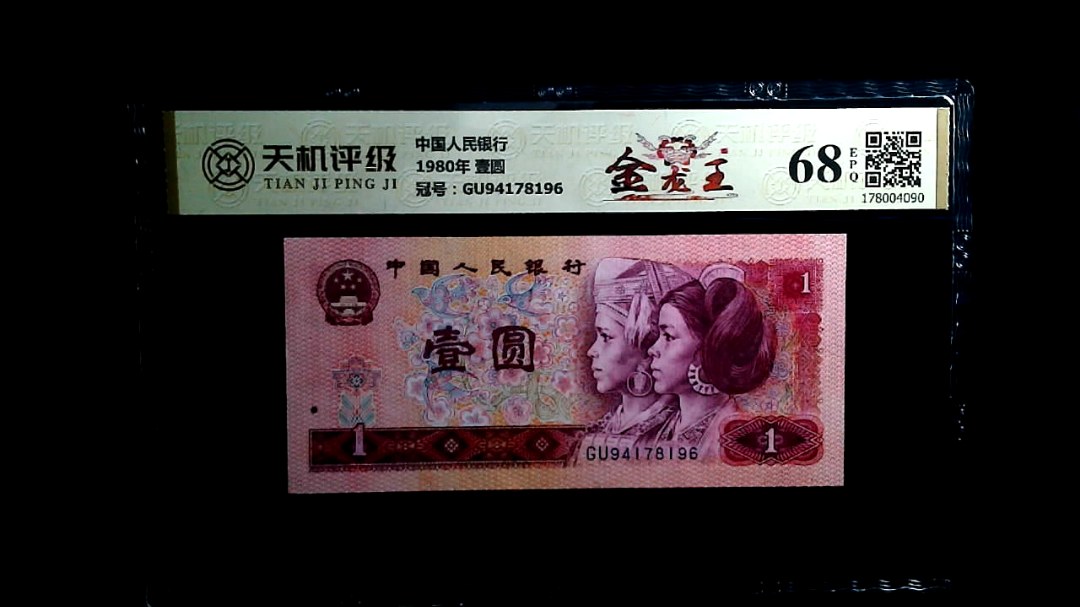 天机评级
TIAN JI PING JI
中国人民银行
1980年 壹圆
冠号：GU94178196
金龙王
68
EPQ
178004090
中国人民银行
1
壹圆
1
GU94178196
1